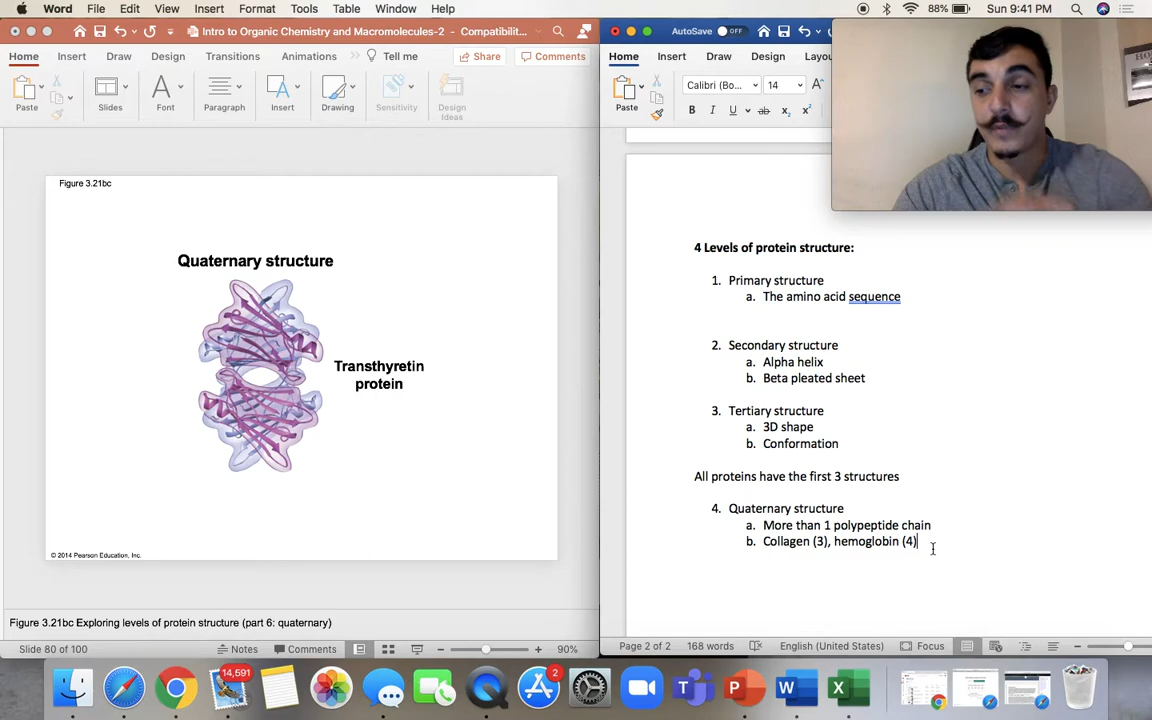 Word File Edit View Insert Format Tools Table Window Help 88% Sun 9:41 PM
Intro to Organic Chemistry and Macromolecules-2 - Compatibilit...
AutoSave OFF
Home Insert Draw Design Transitions Animations Tell me Share Comments
Home Insert Draw Design Layou
Paste Slides Font Paragraph Insert Drawing Sensitivity Design Ideas
Paste Calibri (Bo... 14 A^
B I U ab x₂ x²
Figure 3.21bc
Quaternary structure
Transthyretin
protein
© 2014 Pearson Education, Inc.
Figure 3.21bc Exploring levels of protein structure (part 6: quaternary)
Slide 80 of 100 Notes Comments 90%
4 Levels of protein structure:
1. Primary structure
a. The amino acid sequence
2. Secondary structure
a. Alpha helix
b. Beta pleated sheet
3. Tertiary structure
a. 3D shape
b. Conformation
All proteins have the first 3 structures
4. Quaternary structure
a. More than 1 polypeptide chain
b. Collagen (3), hemoglobin (4)
Page 2 of 2 168 words English (United States) Focus
14,691
2